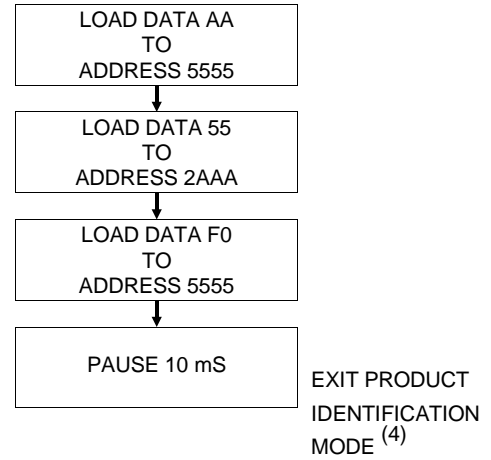 LOAD DATA AA
TO
ADDRESS 5555
LOAD DATA 55
TO
ADDRESS 2AAA
LOAD DATA F0
TO
ADDRESS 5555
PAUSE 10 mS
EXIT PRODUCT
IDENTIFICATION
MODE (4)